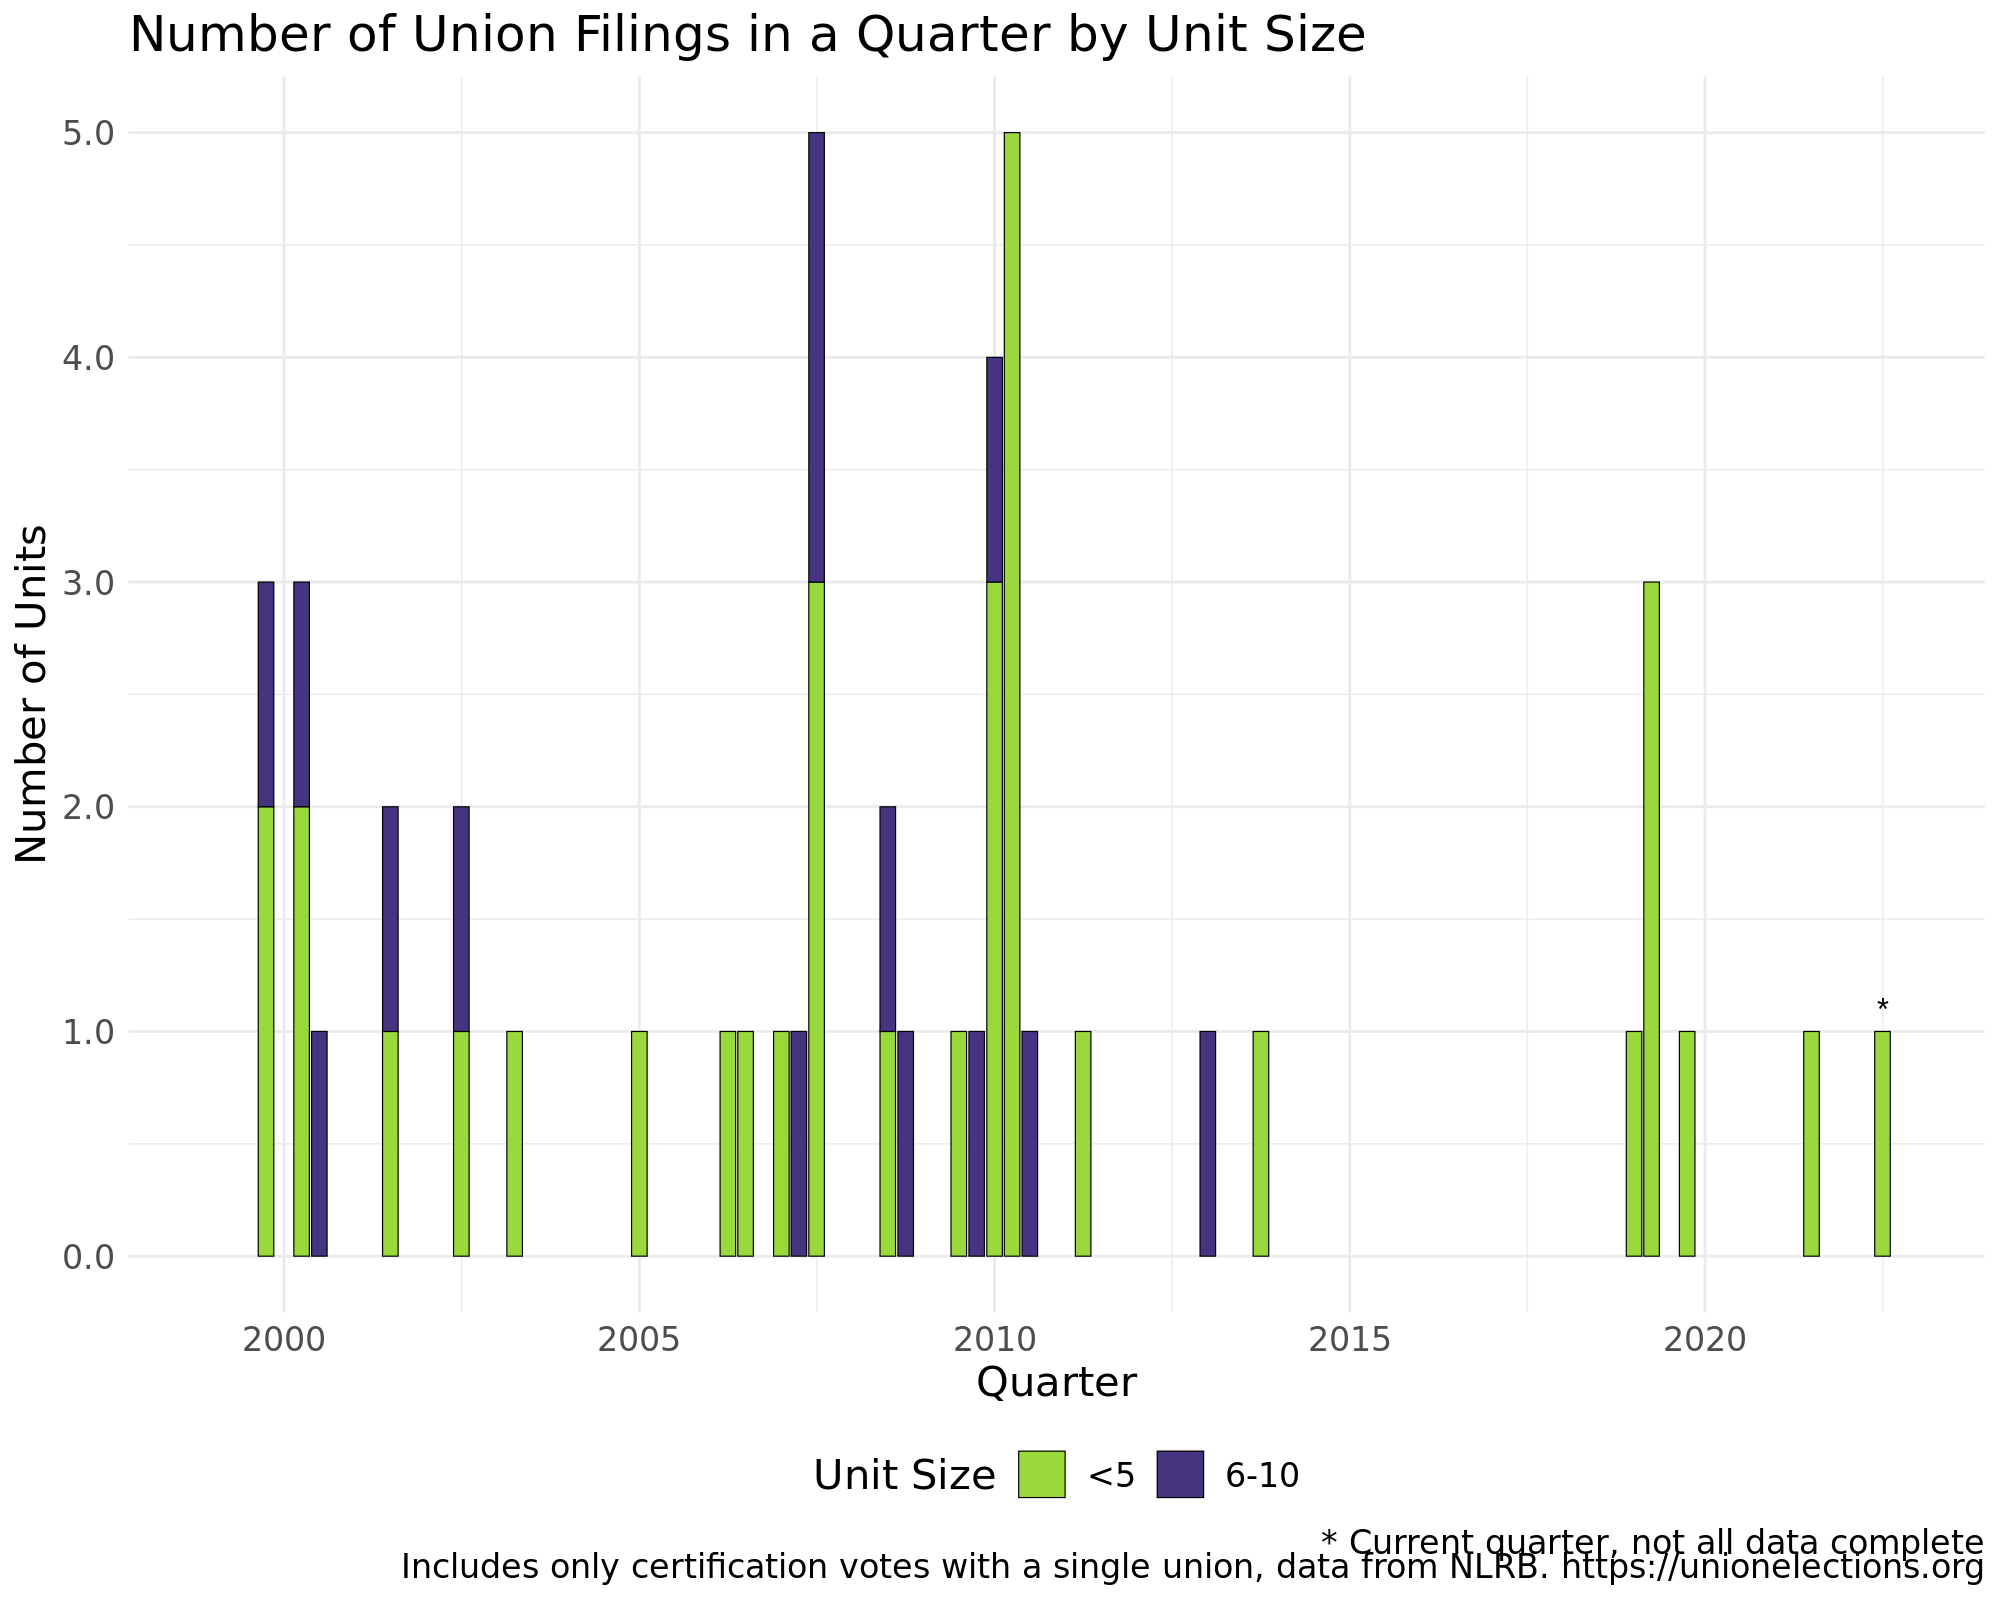 Number of Union Filings in a Quarter by Unit Size
Number of Units
5.0
4.0
3.0
2.0
1.0
0.0
*
2000 2005 2010 2015 2020
Quarter
Unit Size <5 6-10
* Current quarter, not all data complete
Includes only certification votes with a single union, data from NLRB. https://unionelections.org